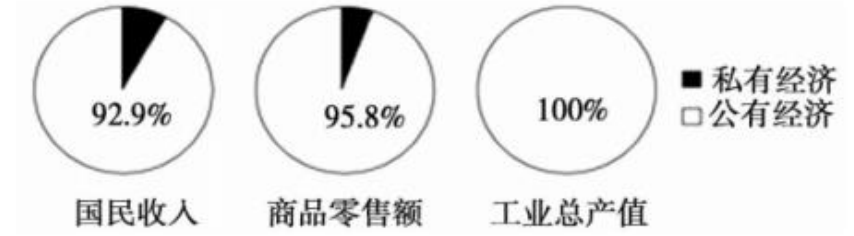 92.9%
95.8%
100%
私有经济
公有经济
国民收入
商品零售额
工业总产值